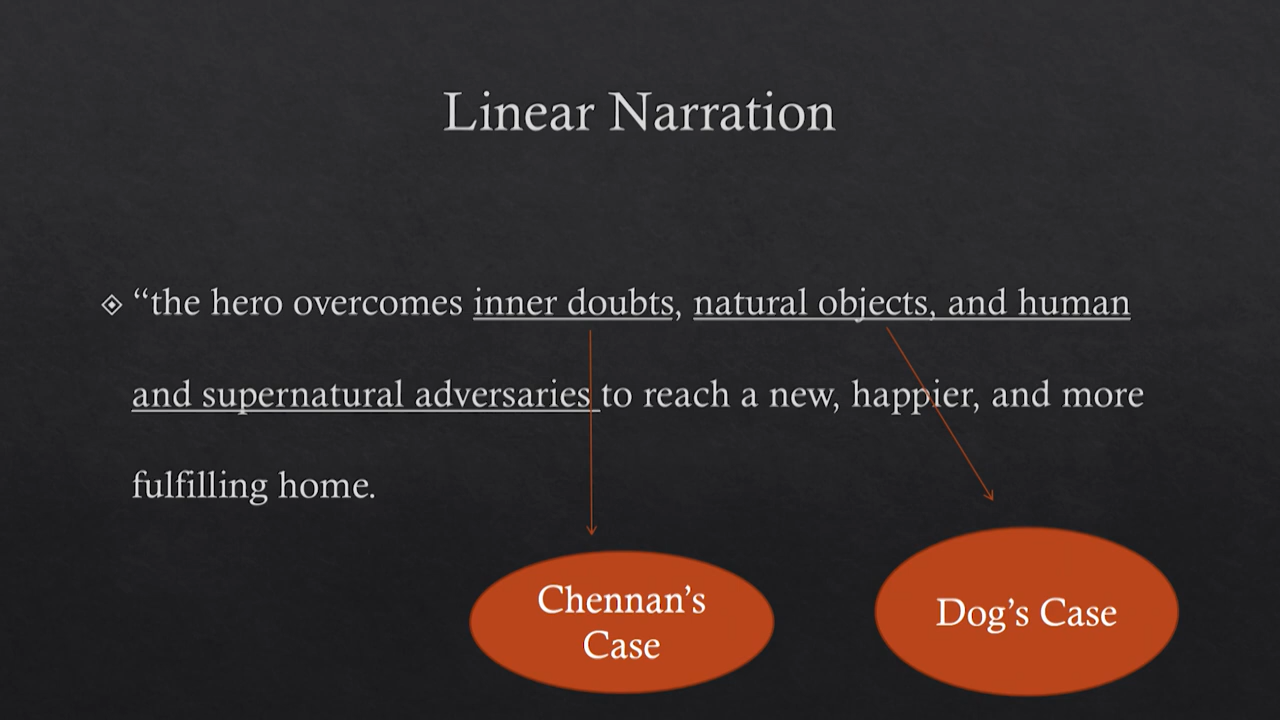 Linear Narration
“the hero overcomes inner doubts, natural objects, and human
and supernatural adversaries to reach a new, happier, and more
fulfilling home.
Chennan’s
Case
Dog’s Case